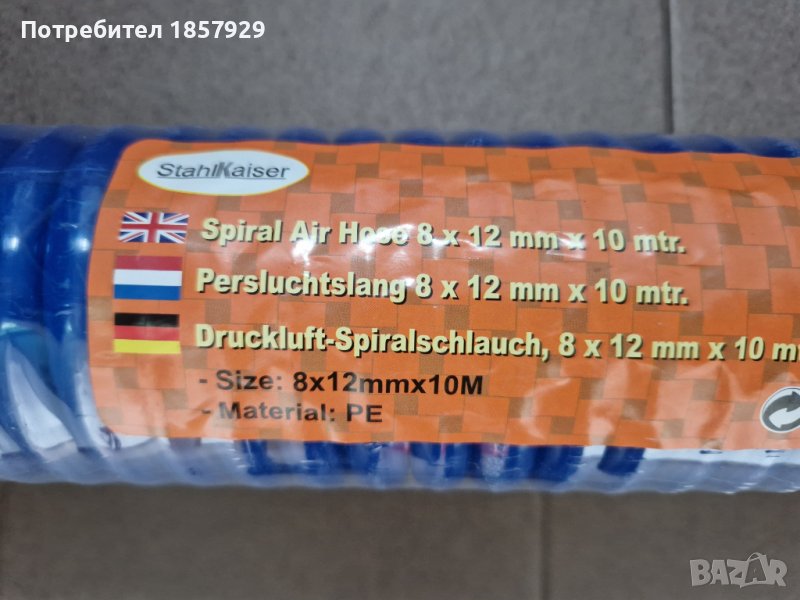 Потребител 1857929
StahlKaiser
Spiral Air Hose 8 x 12 mm x 10 mtr.
Persluchtslang 8 x 12 mm x 10 mtr.
Druckluft-Spiralschlauch, 8 x 12 mm x 10 m
- Size: 8x12mmx10M
- Material: PE
BAZAR